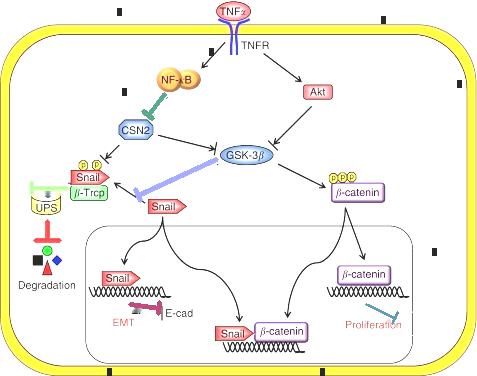 TNFα
TNFR
NF-κB
Akt
CSN2
GSK-3β
P P
Snail
β-Trcp
P P P
β-catenin
UPS
Snail
Degradation
Snail
β-catenin
E-cad
EMT
Proliferation
Snail β-catenin